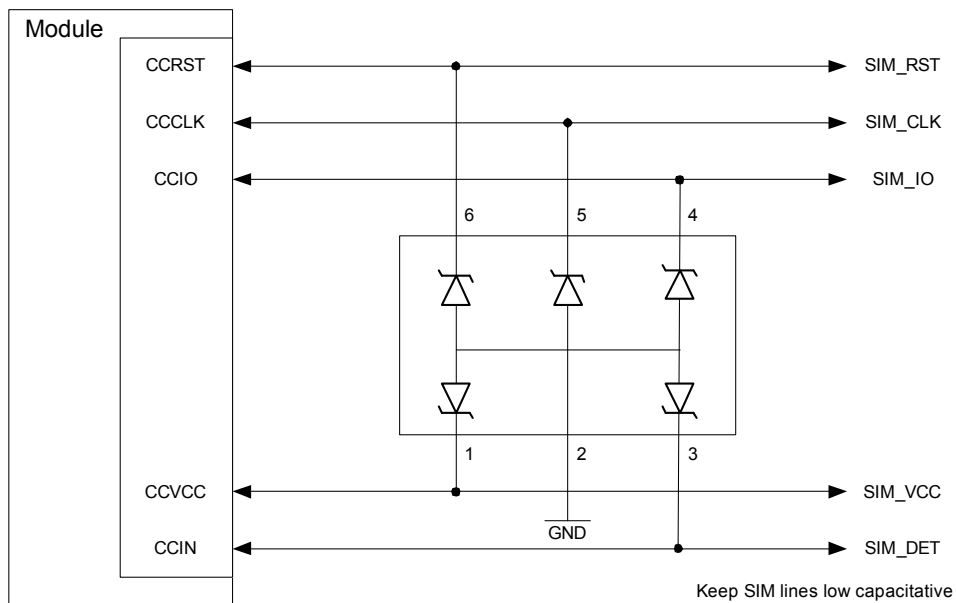 Module
CCRST
SIM_RST
CCCLK
SIM_CLK
CCIO
SIM_IO
6
5
4
1
2
3
CCVCC
SIM_VCC
GND
CCIN
SIM_DET
Keep SIM lines low capacitative